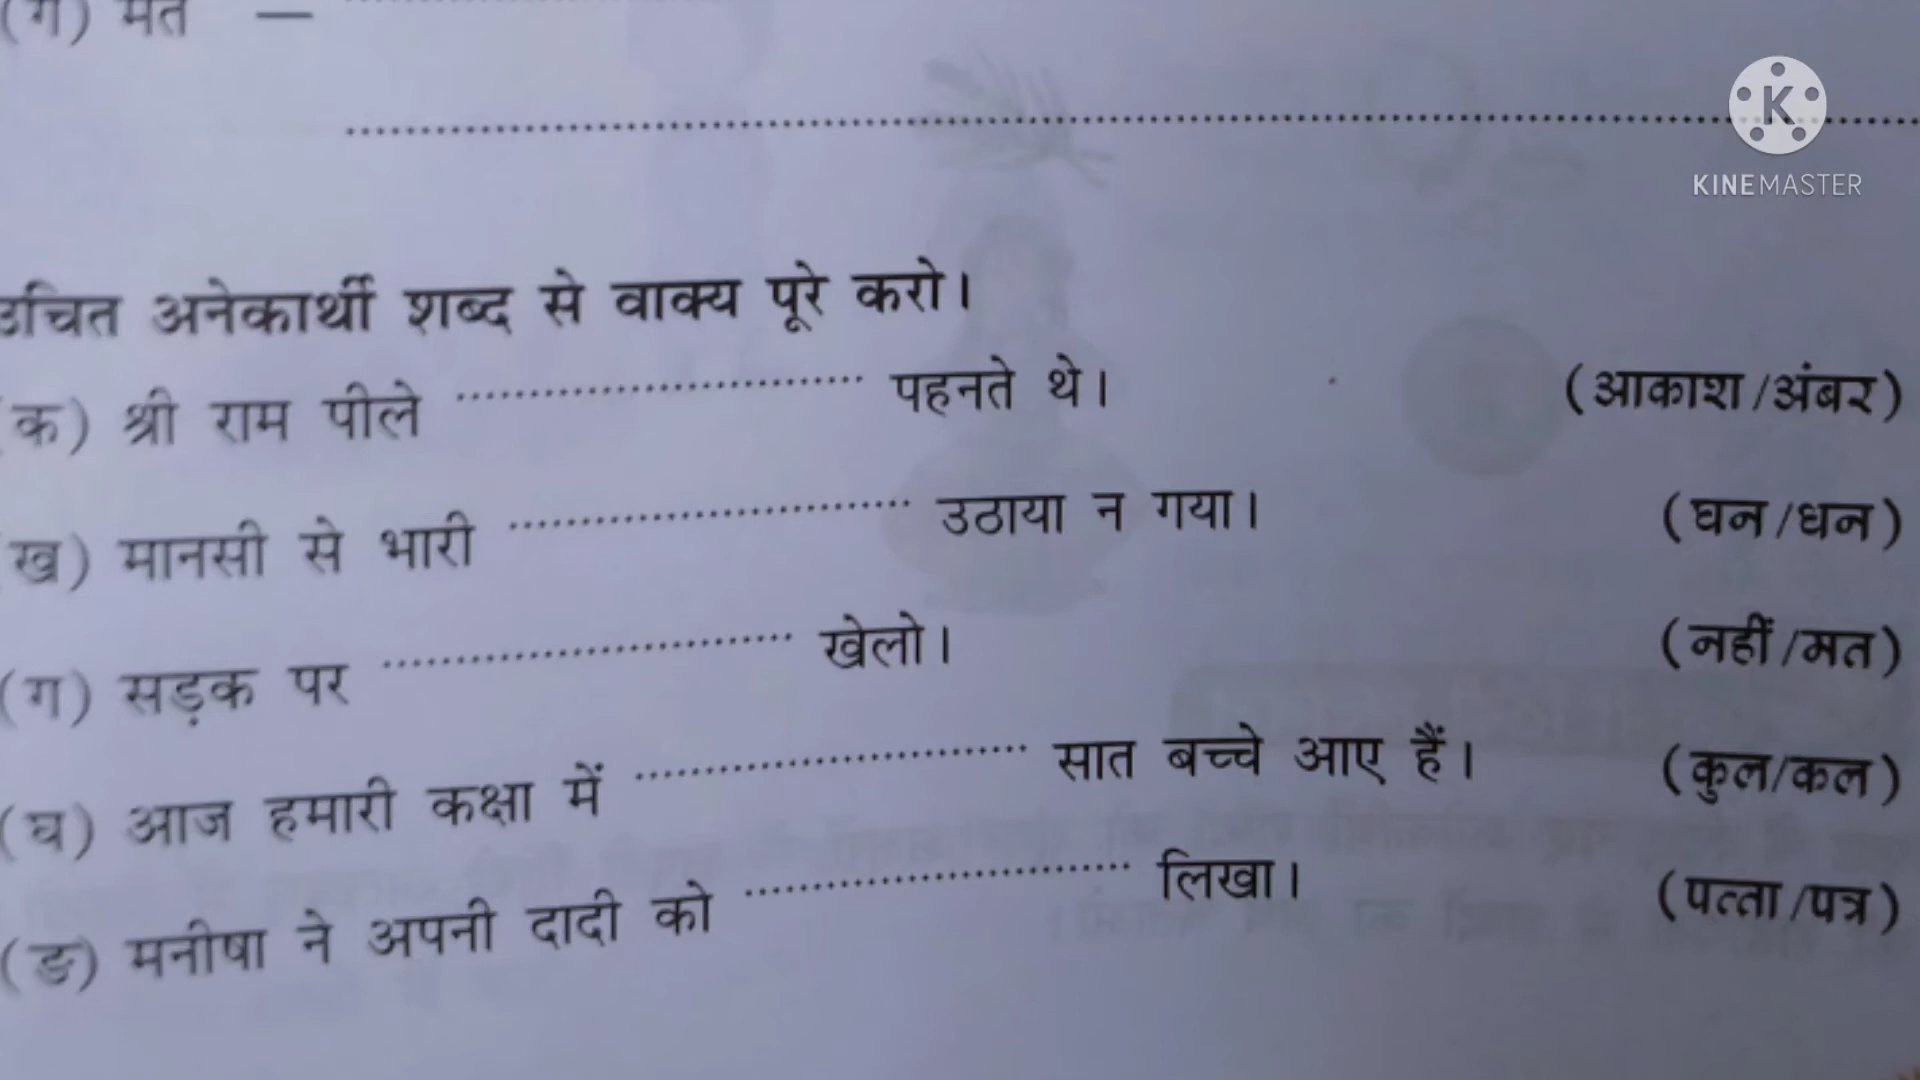 (ग) मत —
KINEMASTER
उचित अनेकार्थी शब्द से वाक्य पूरे करो।
(क) श्री राम पीले ........................ पहनते थे। (आकाश/अंबर)
(ख) मानसी से भारी ........................ उठाया न गया। (घन/धन)
(ग) सड़क पर ........................ खेलो। (नहीं/मत)
(घ) आज हमारी कक्षा में ........................ सात बच्चे आए हैं। (कुल/कल)
(ङ) मनीषा ने अपनी दादी को ........................ लिखा। (पत्ता/पत्र)